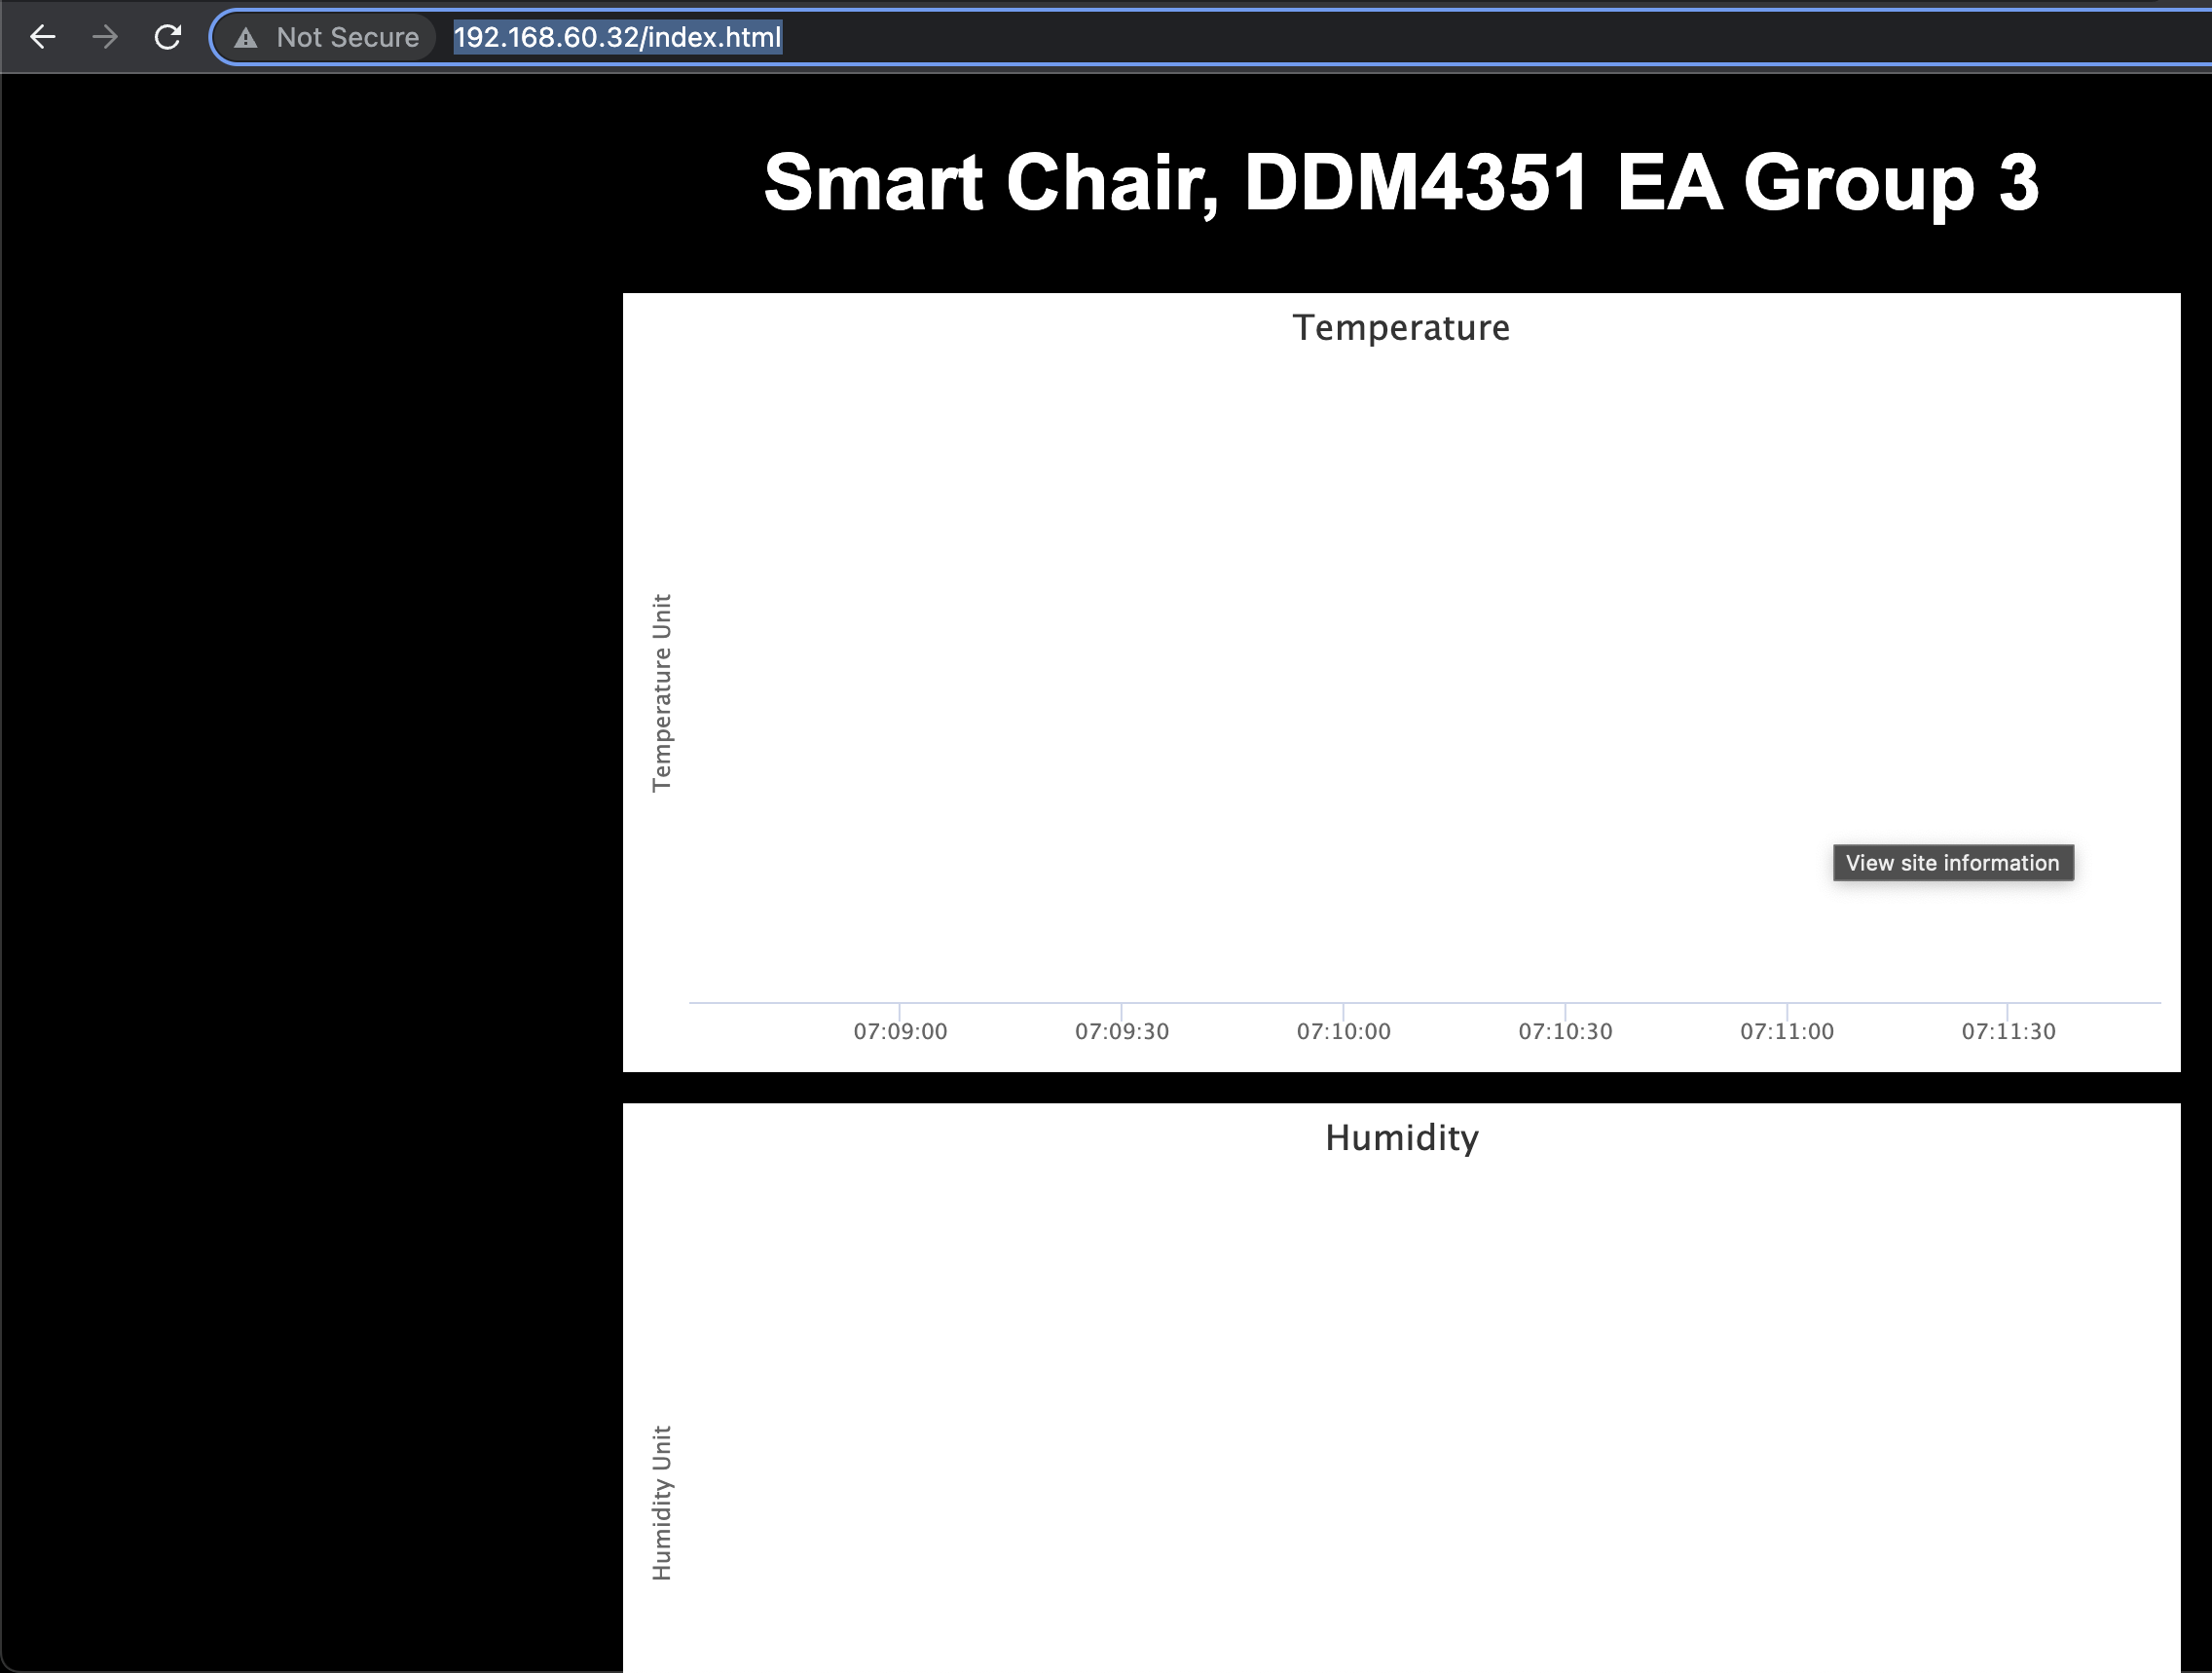 Not Secure 192.168.60.32/index.html
Smart Chair, DDM4351 EA Group 3
Temperature
Temperature Unit
View site information
07:09:00 07:09:30 07:10:00 07:10:30 07:11:00 07:11:30
Humidity
Humidity Unit